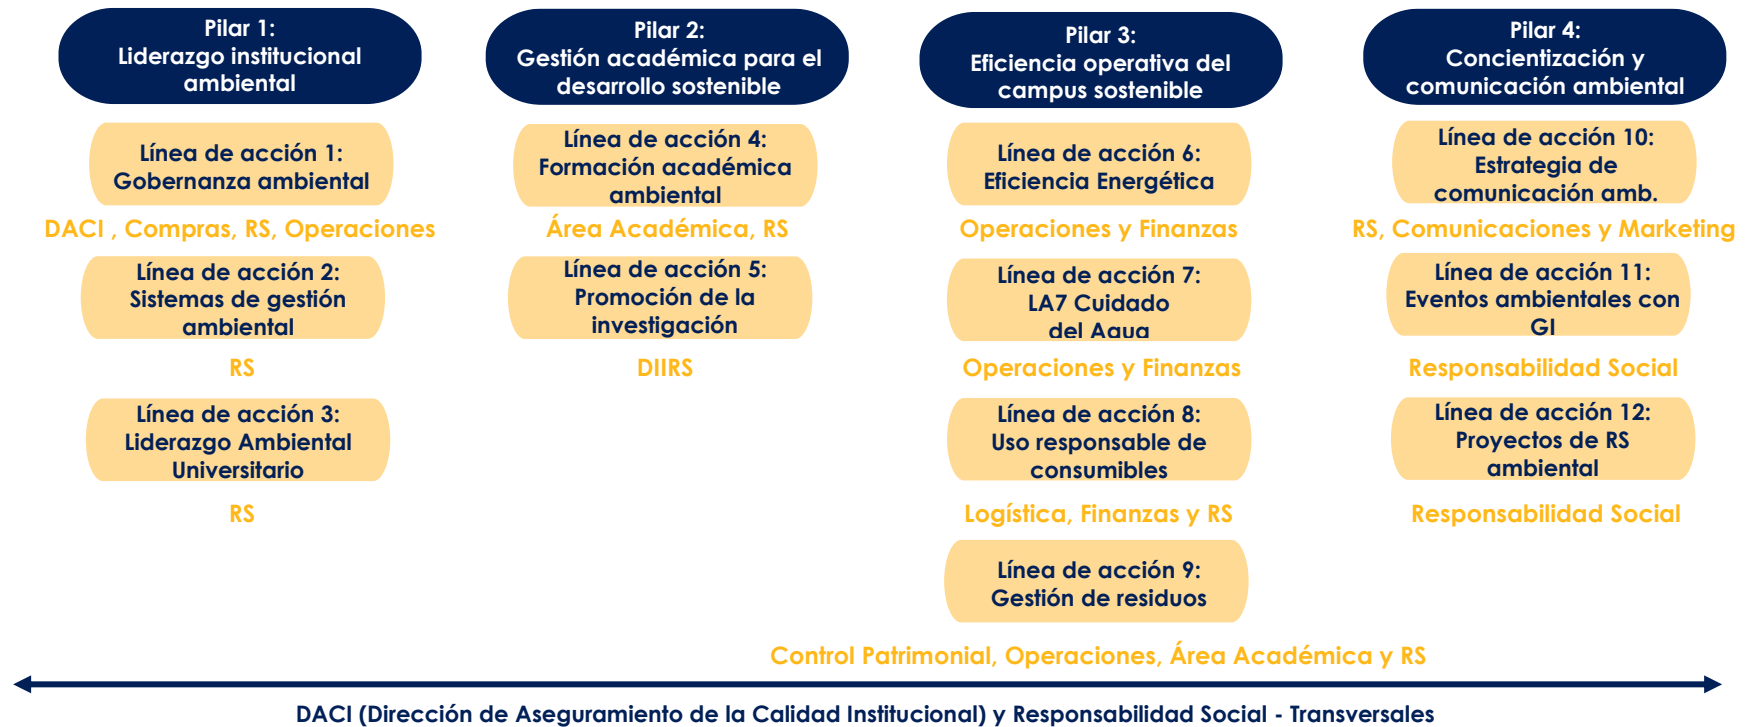 Pilar 1:
Liderazgo institucional
ambiental
Línea de acción 1:
Gobernanza ambiental
DACI , Compras, RS, Operaciones
Línea de acción 2:
Sistemas de gestión
ambiental
RS
Línea de acción 3:
Liderazgo Ambiental
Universitario
RS
Pilar 2:
Gestión académica para el
desarrollo sostenible
Línea de acción 4:
Formación académica
ambiental
Área Académica, RS
Línea de acción 5:
Promoción de la
investigación
DIIRS
Pilar 3:
Eficiencia operativa del
campus sostenible
Línea de acción 6:
Eficiencia Energética
Operaciones y Finanzas
Línea de acción 7:
LA7 Cuidado
del Agua
Operaciones y Finanzas
Línea de acción 8:
Uso responsable de
consumibles
Logística, Finanzas y RS
Línea de acción 9:
Gestión de residuos
Control Patrimonial, Operaciones, Área Académica y RS
Pilar 4:
Concientización y
comunicación ambiental
Línea de acción 10:
Estrategia de
comunicación amb.
RS, Comunicaciones y Marketing
Línea de acción 11:
Eventos ambientales con
GI
Responsabilidad Social
Línea de acción 12:
Proyectos de RS
ambiental
Responsabilidad Social
DACI (Dirección de Aseguramiento de la Calidad Institucional) y Responsabilidad Social - Transversales